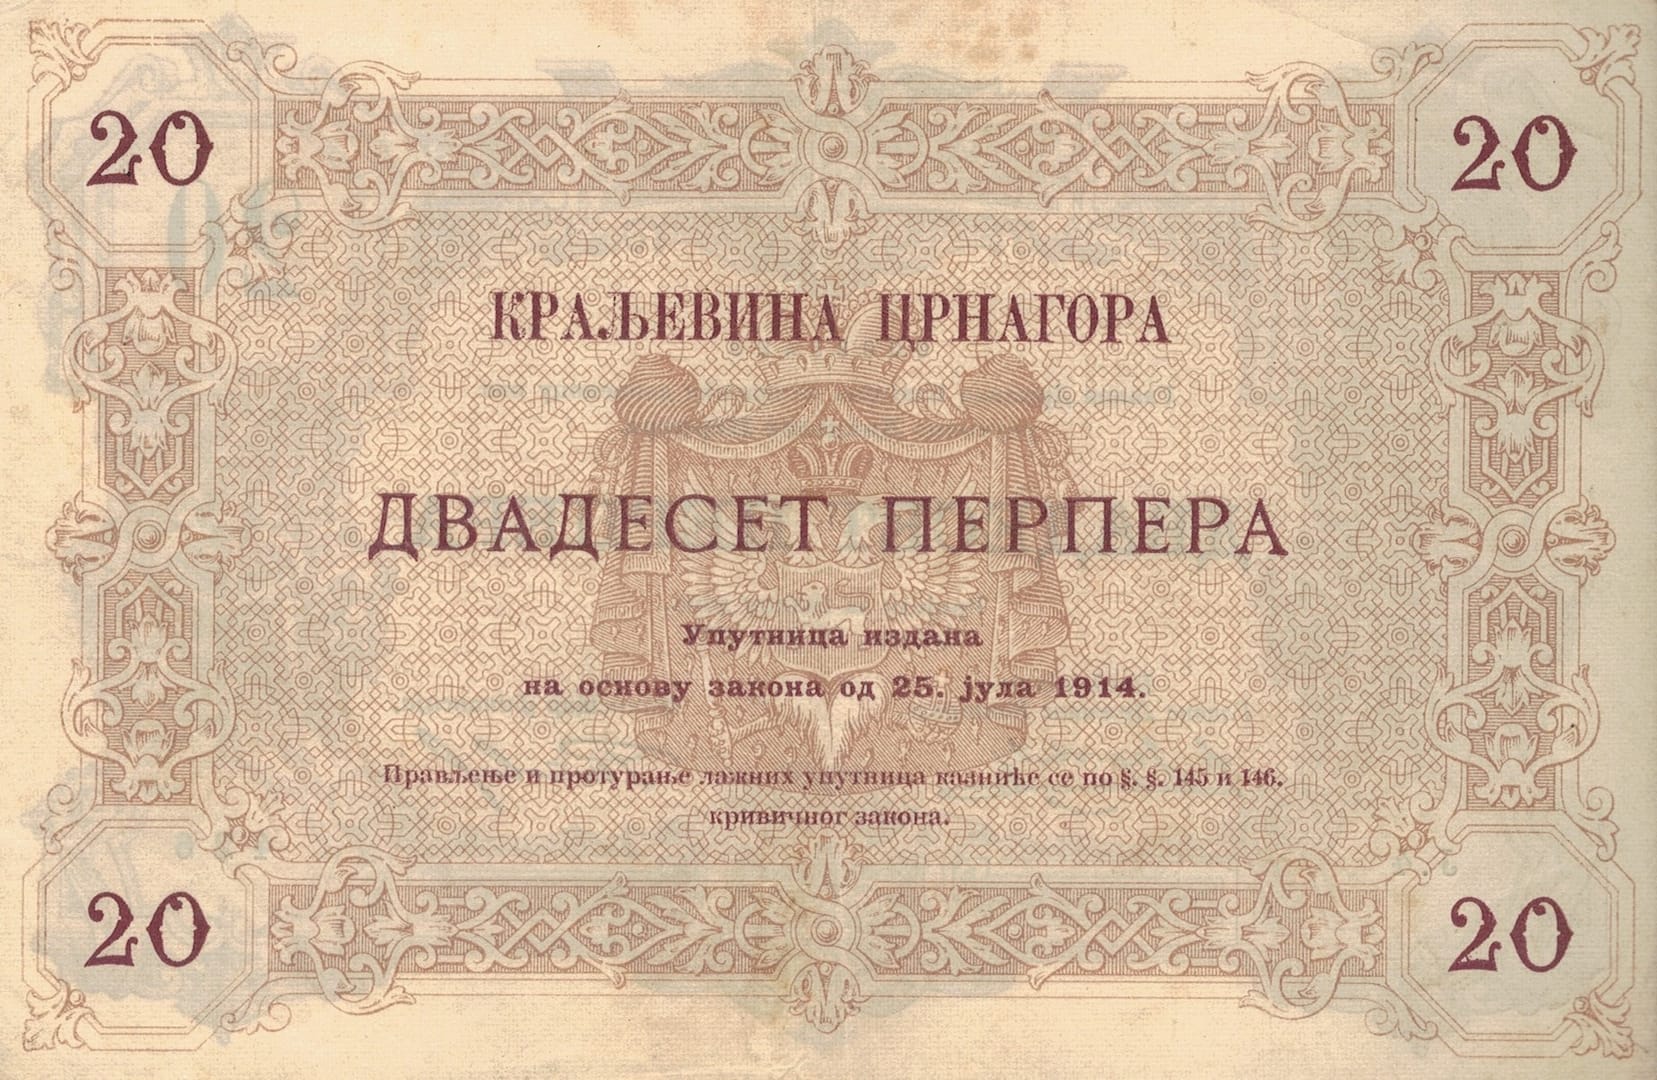 20 20
КРАЉЕВИНА ЦРНАГОРА
ДВАДЕСЕТ ПЕРПЕРА
Упутница издана
на основу закона од 25. јула 1914.
Прављење и протурање лажних упутница казниће се по §. §. 145 и 146.
кривичног закона.
20 20